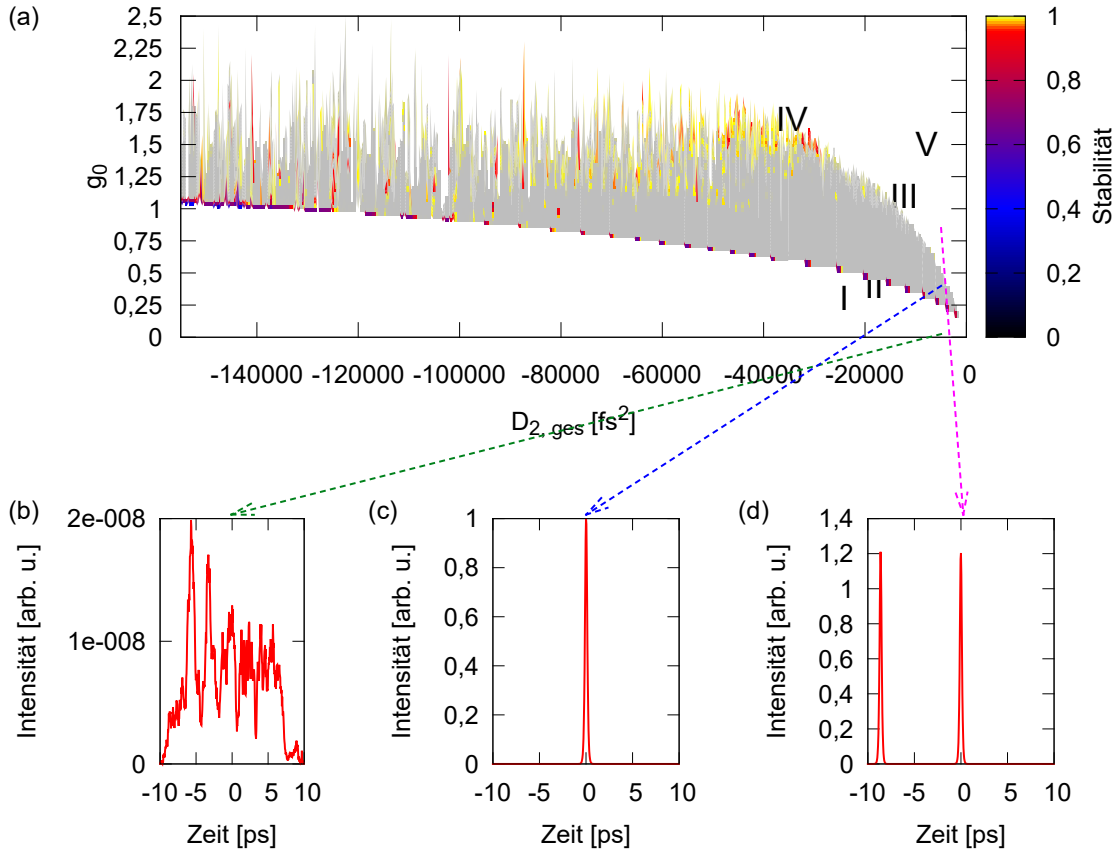 (a)
2,5
2,25
2
1,75
1,5
1,25
1
0,75
0,5
0,25
0
g0
IV
V
III
I
II
1
0,8
0,6
0,4
0,2
0
Stabilität
-140000 -120000 -100000 -80000 -60000 -40000 -20000 0
D2, ges [fs2]
(b)
2e-008
1e-008
0
Intensität [arb. u.]
-10 -5 0 5 10
Zeit [ps]
(c)
1
0,8
0,6
0,4
0,2
0
Intensität [arb. u.]
-10 -5 0 5 10
Zeit [ps]
(d)
1,4
1,2
1
0,8
0,6
0,4
0,2
0
Intensität [arb. u.]
-10 -5 0 5 10
Zeit [ps]